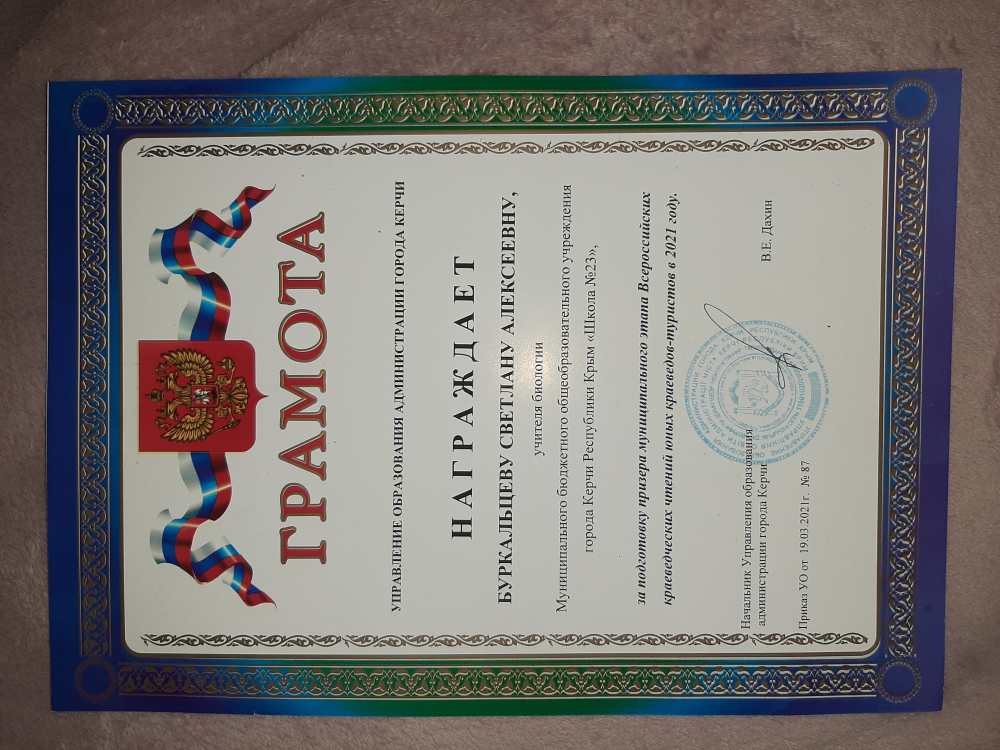 ГРАМОТА
УПРАВЛЕНИЕ ОБРАЗОВАНИЯ АДМИНИСТРАЦИИ ГОРОДА КЕРЧИ
НАГРАЖДАЕТ
БУРКАЛЬЦЕВУ СВЕТЛАНУ АЛЕКСЕЕВНУ,
учителя биологии
Муниципального бюджетного общеобразовательного учреждения
города Керчи Республики Крым «Школа №23»,
за подготовку призера муниципального этапа Всероссийских
краеведческих чтений юных краеведов-туристов в 2021 году.
Начальник Управления образования
администрации города Керчи
В.Е. Дахин
Приказ УО от 19.03.2021г. № 87